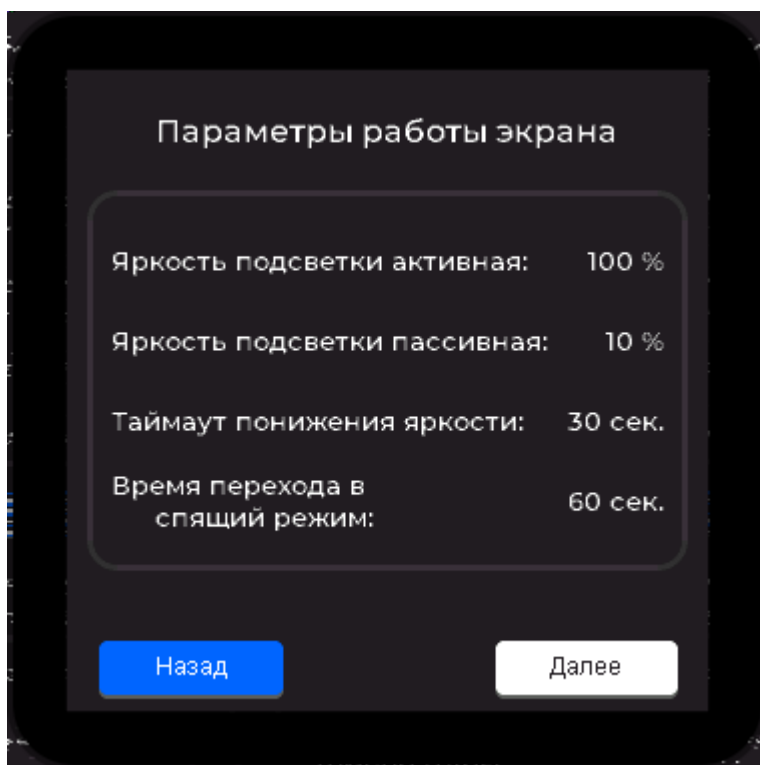 Параметры работы экрана
Яркость подсветки активная: 100 %
Яркость подсветки пассивная: 10 %
Таймаут понижения яркости: 30 сек.
Время перехода в
спящий режим: 60 сек.
Назад Далее